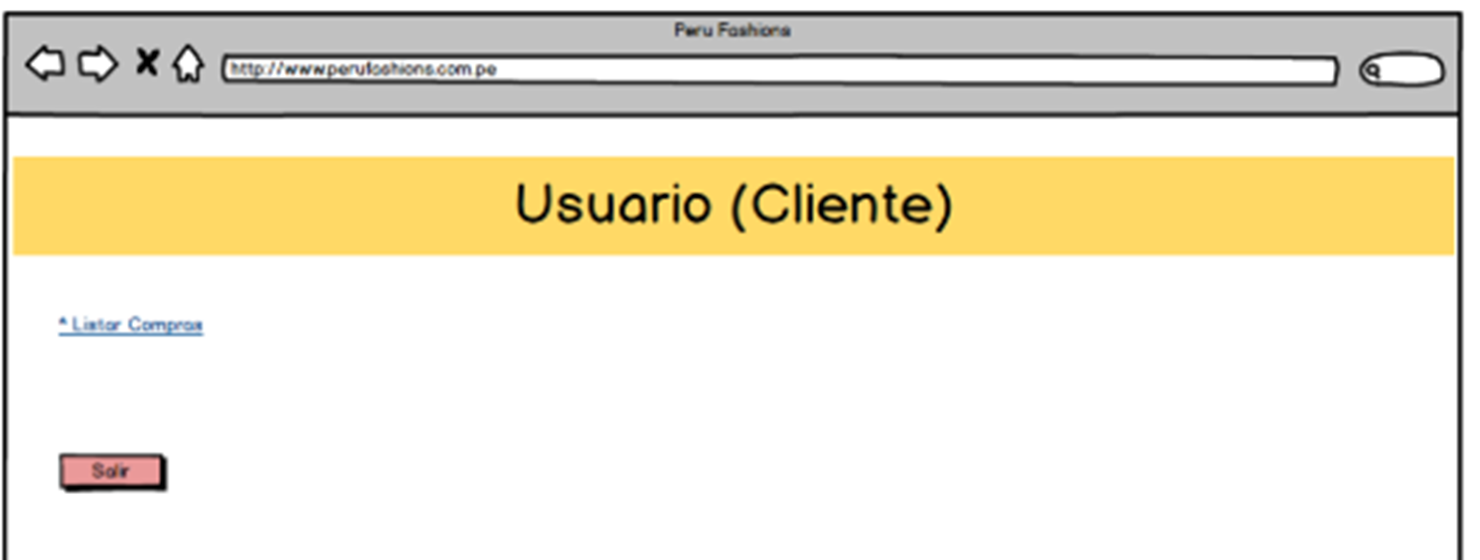 Peru Fashions
http://www.perufashions.com.pe
Usuario (Cliente)
* Listar Compras
Salir